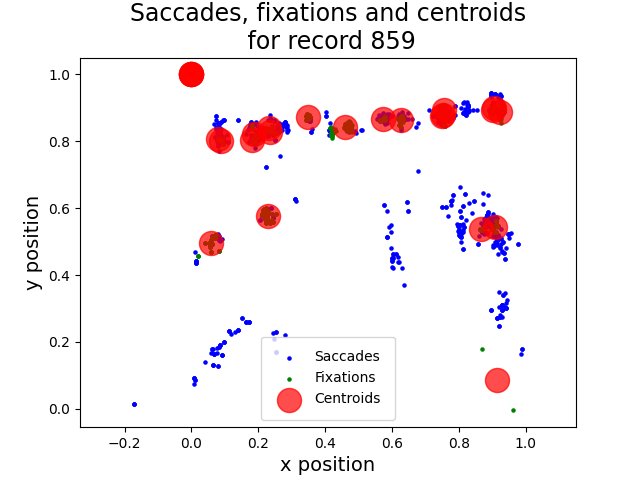 Saccades, fixations and centroids
for record 859
1.0
0.8
0.6
0.4
0.2
0.0
y position
Saccades
Fixations
Centroids
−0.2
0.0
0.2
0.4
0.6
0.8
1.0
x position